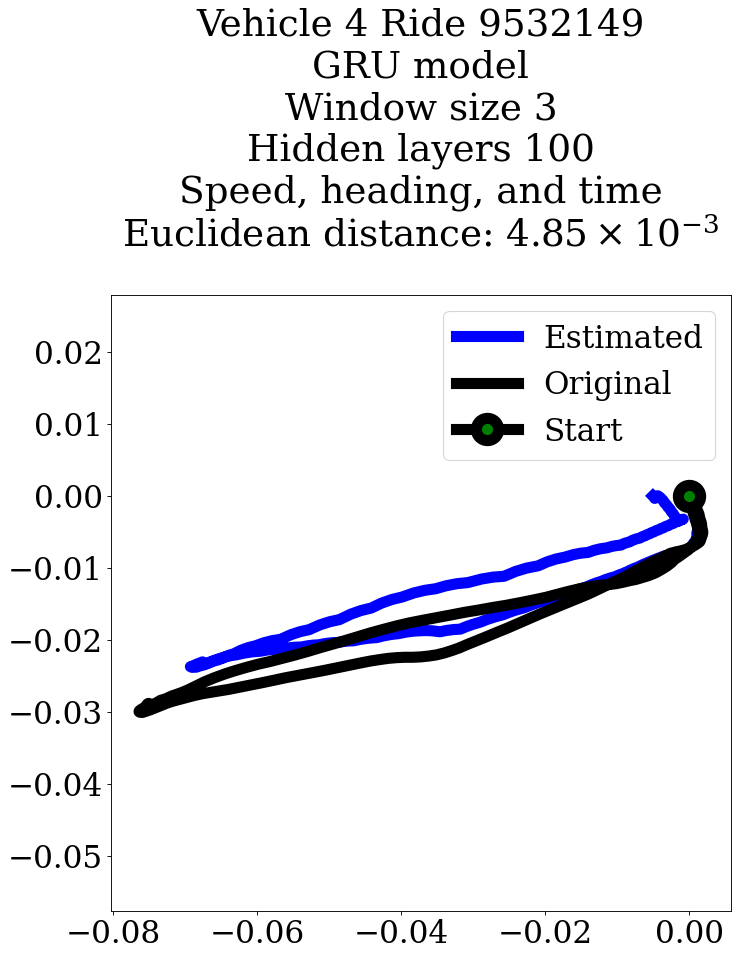 Vehicle 4 Ride 9532149
GRU model
Window size 3
Hidden layers 100
Speed, heading, and time
Euclidean distance: 4.85 × 10⁻³
Estimated
Original
Start
0.02
0.01
0.00
−0.01
−0.02
−0.03
−0.04
−0.05
−0.08 −0.06 −0.04 −0.02 0.00